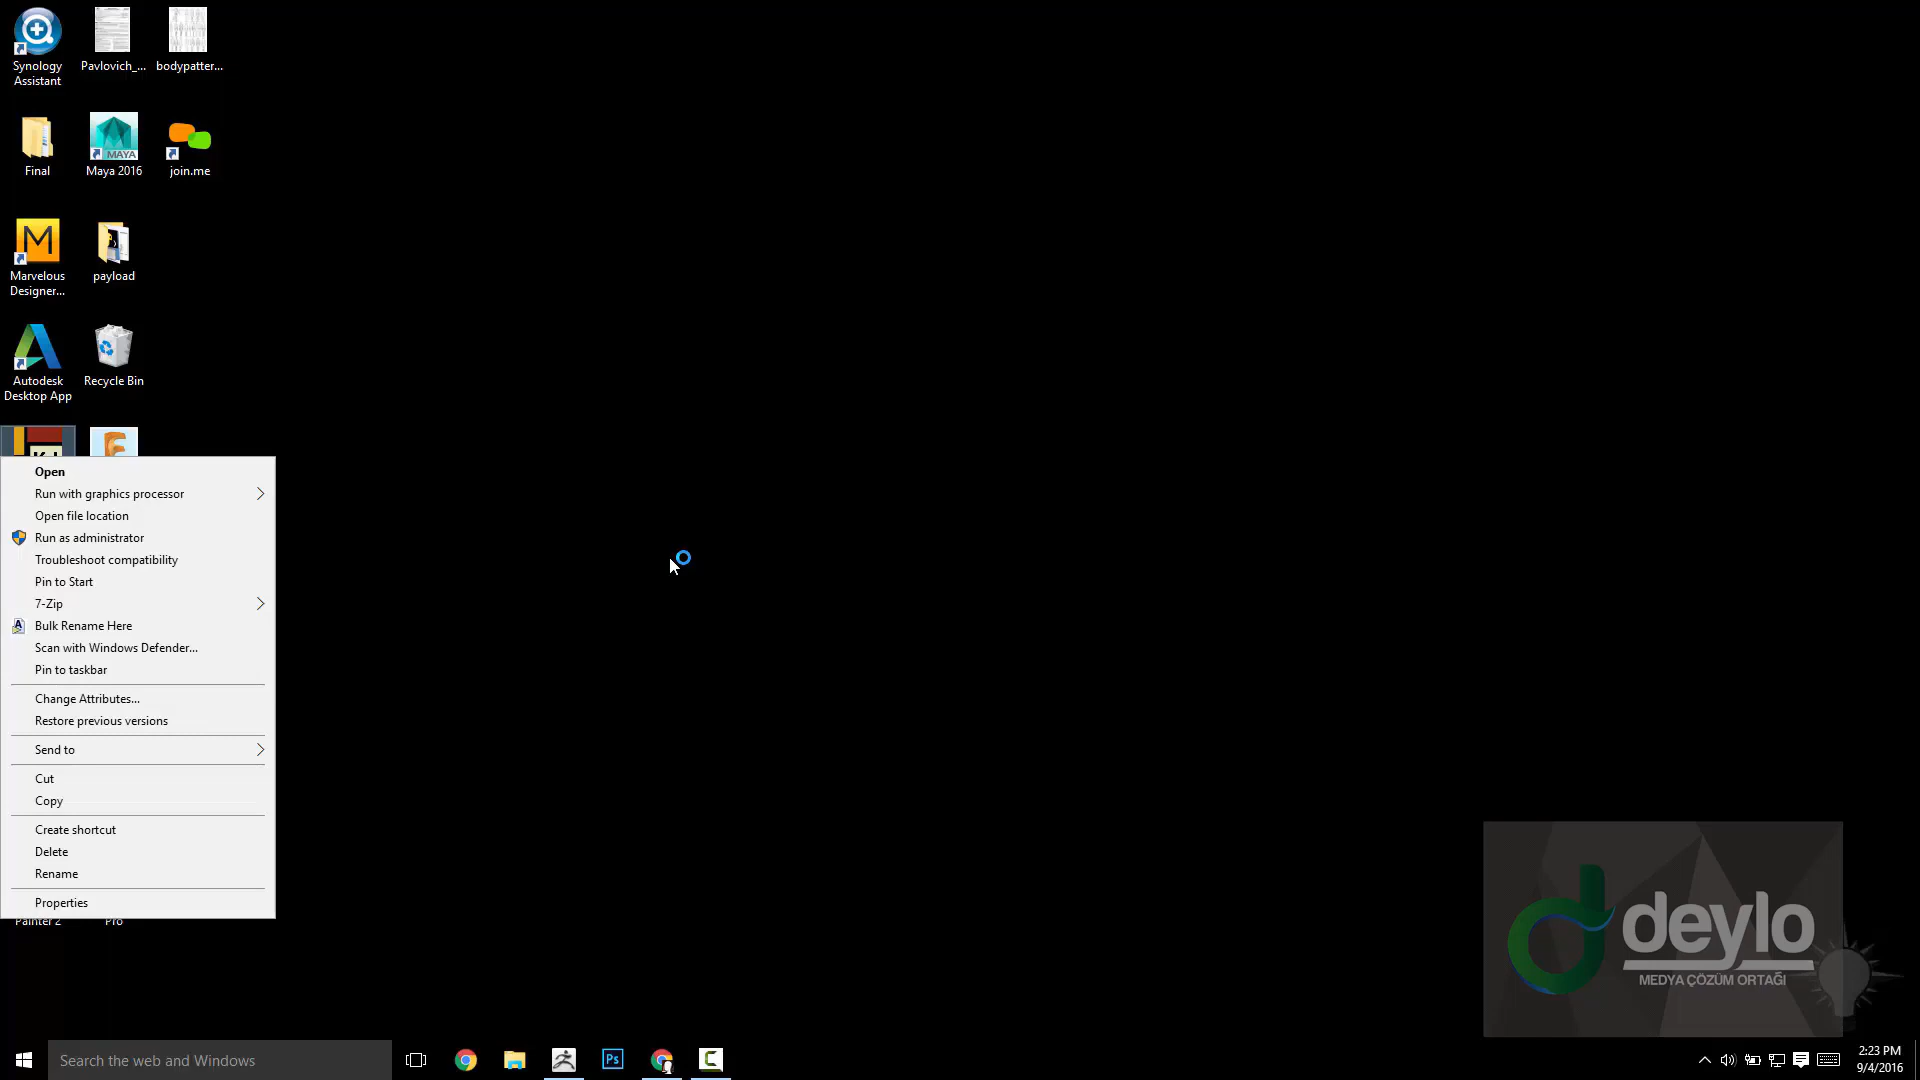 Synology
Assistant
Pavlovich_...
bodypatter...
Final
MAYA
Maya 2016
join.me
M
Marvelous
Designer...
payload
Autodesk
Desktop App
Recycle Bin
Open
Run with graphics processor
Open file location
Run as administrator
Troubleshoot compatibility
Pin to Start
7-Zip
Bulk Rename Here
Scan with Windows Defender...
Pin to taskbar
Change Attributes...
Restore previous versions
Send to
Cut
Copy
Create shortcut
Delete
Rename
Properties
Painter 2
Pro
deylo
MEDYA ÇÖZÜM ORTAĞI
Search the web and Windows
Ps
2:23 PM
9/4/2016